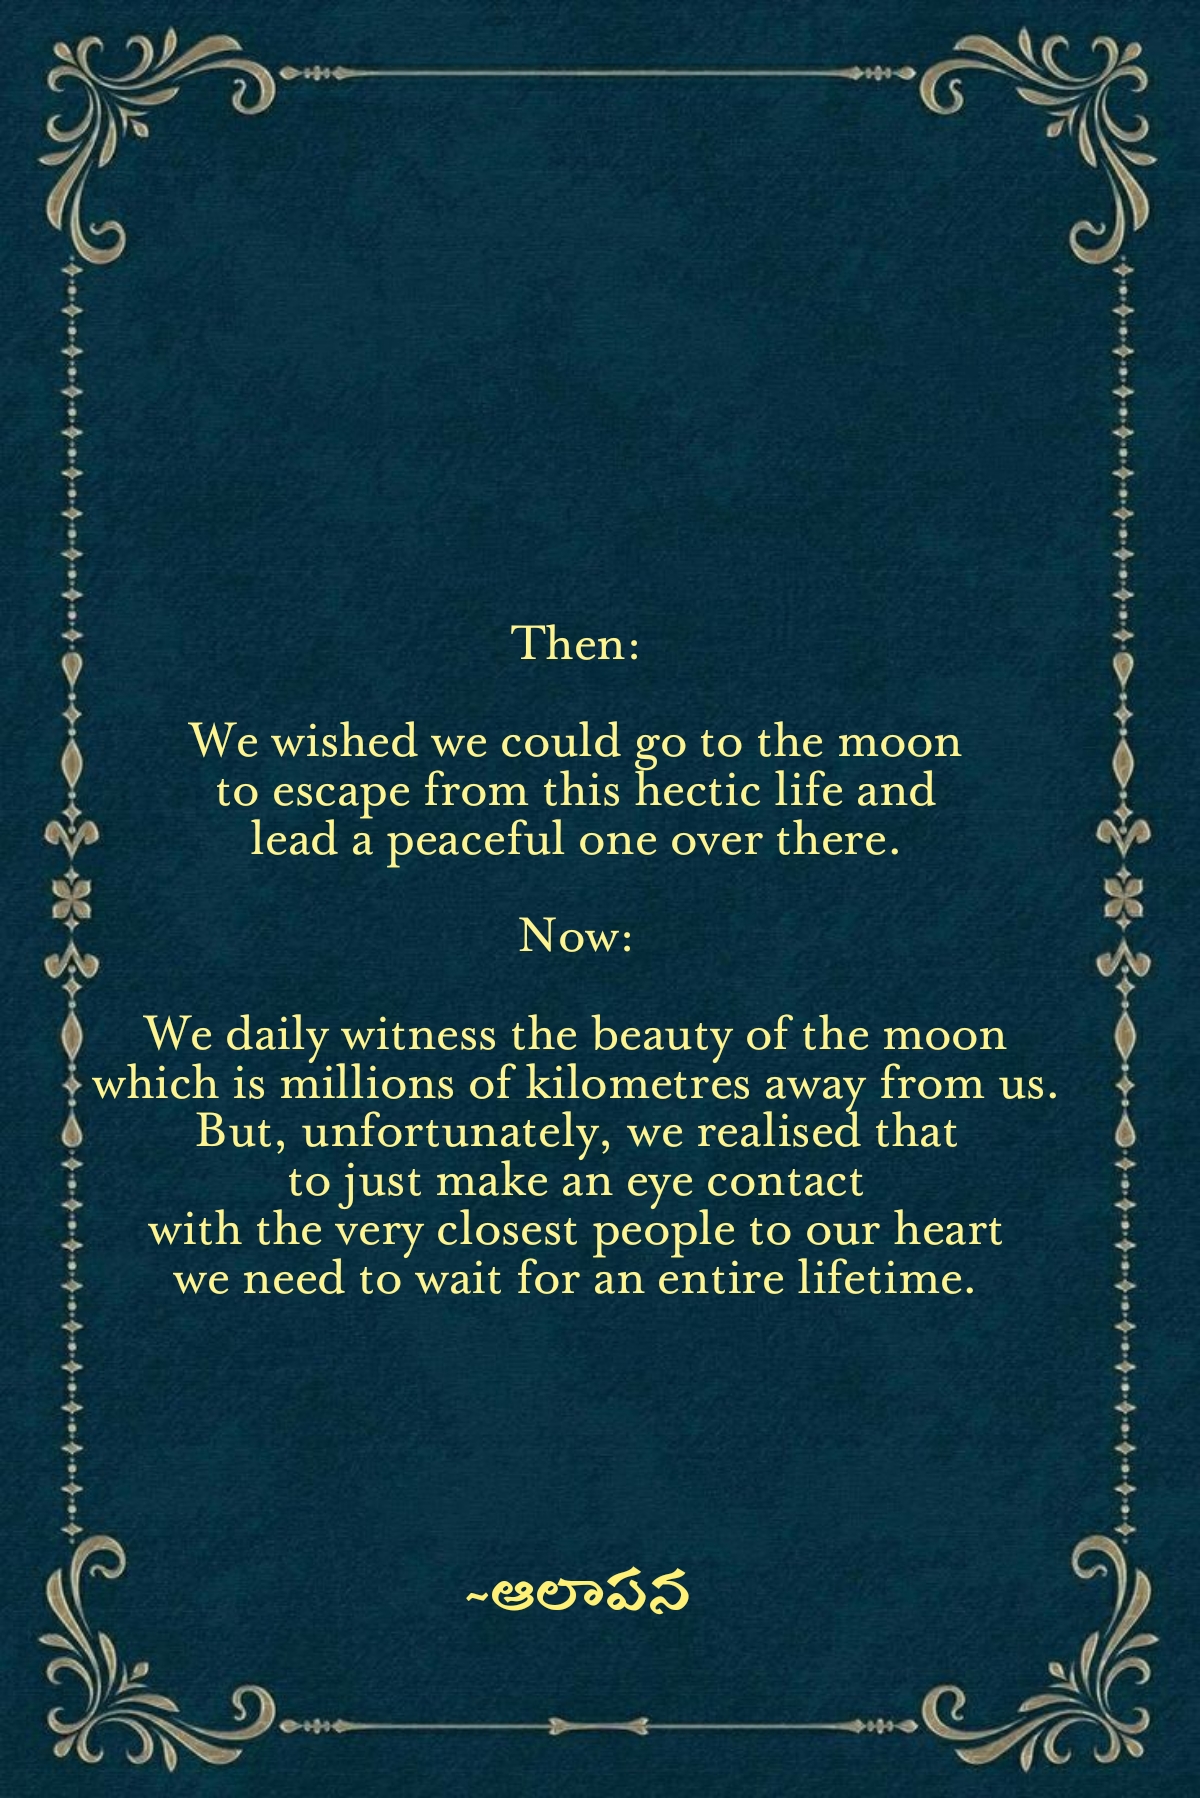 Then:
We wished we could go to the moon
to escape from this hectic life and
lead a peaceful one over there.
Now:
We daily witness the beauty of the moon
which is millions of kilometres away from us.
But, unfortunately, we realised that
to just make an eye contact
with the very closest people to our heart
we need to wait for an entire lifetime.
~ఆలాపన